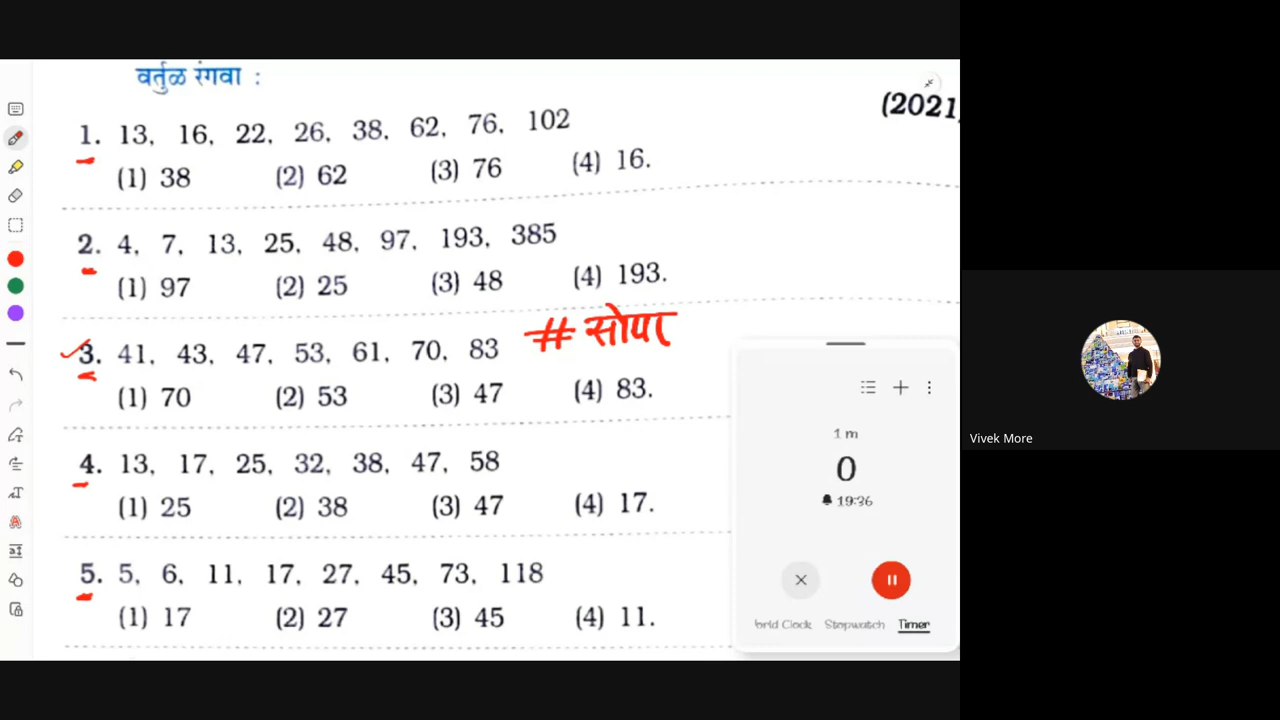 वर्तुळ रंगवा :
(2021
1. 13, 16, 22, 26, 38, 62, 76, 102
(1) 38 (2) 62 (3) 76 (4) 16.
2. 4, 7, 13, 25, 48, 97, 193, 385
(1) 97 (2) 25 (3) 48 (4) 193.
# सोपा
3. 41, 43, 47, 53, 61, 70, 83
(1) 70 (2) 53 (3) 47 (4) 83.
4. 13, 17, 25, 32, 38, 47, 58
(1) 25 (2) 38 (3) 47 (4) 17.
5. 5, 6, 11, 17, 27, 45, 73, 118
(1) 17 (2) 27 (3) 45 (4) 11.
1 m
0
19:36
orld Clock Stopwatch Timer
Vivek More